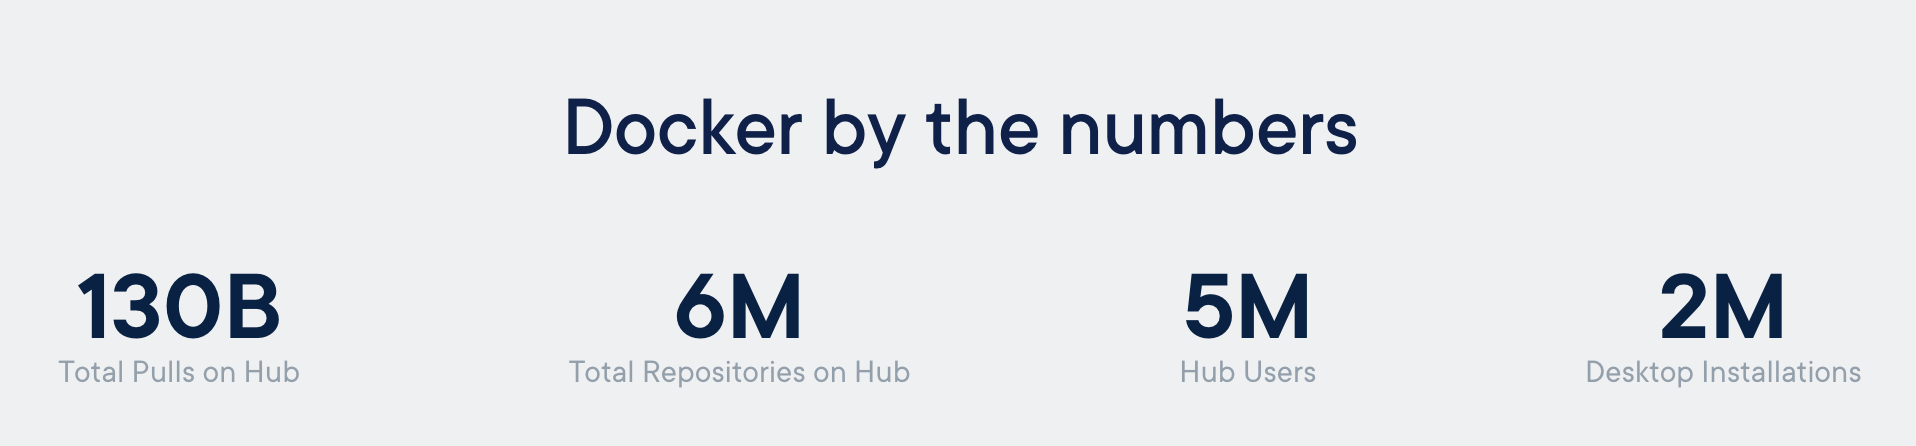 Docker by the numbers
130B
Total Pulls on Hub
6M
Total Repositories on Hub
5M
Hub Users
2M
Desktop Installations